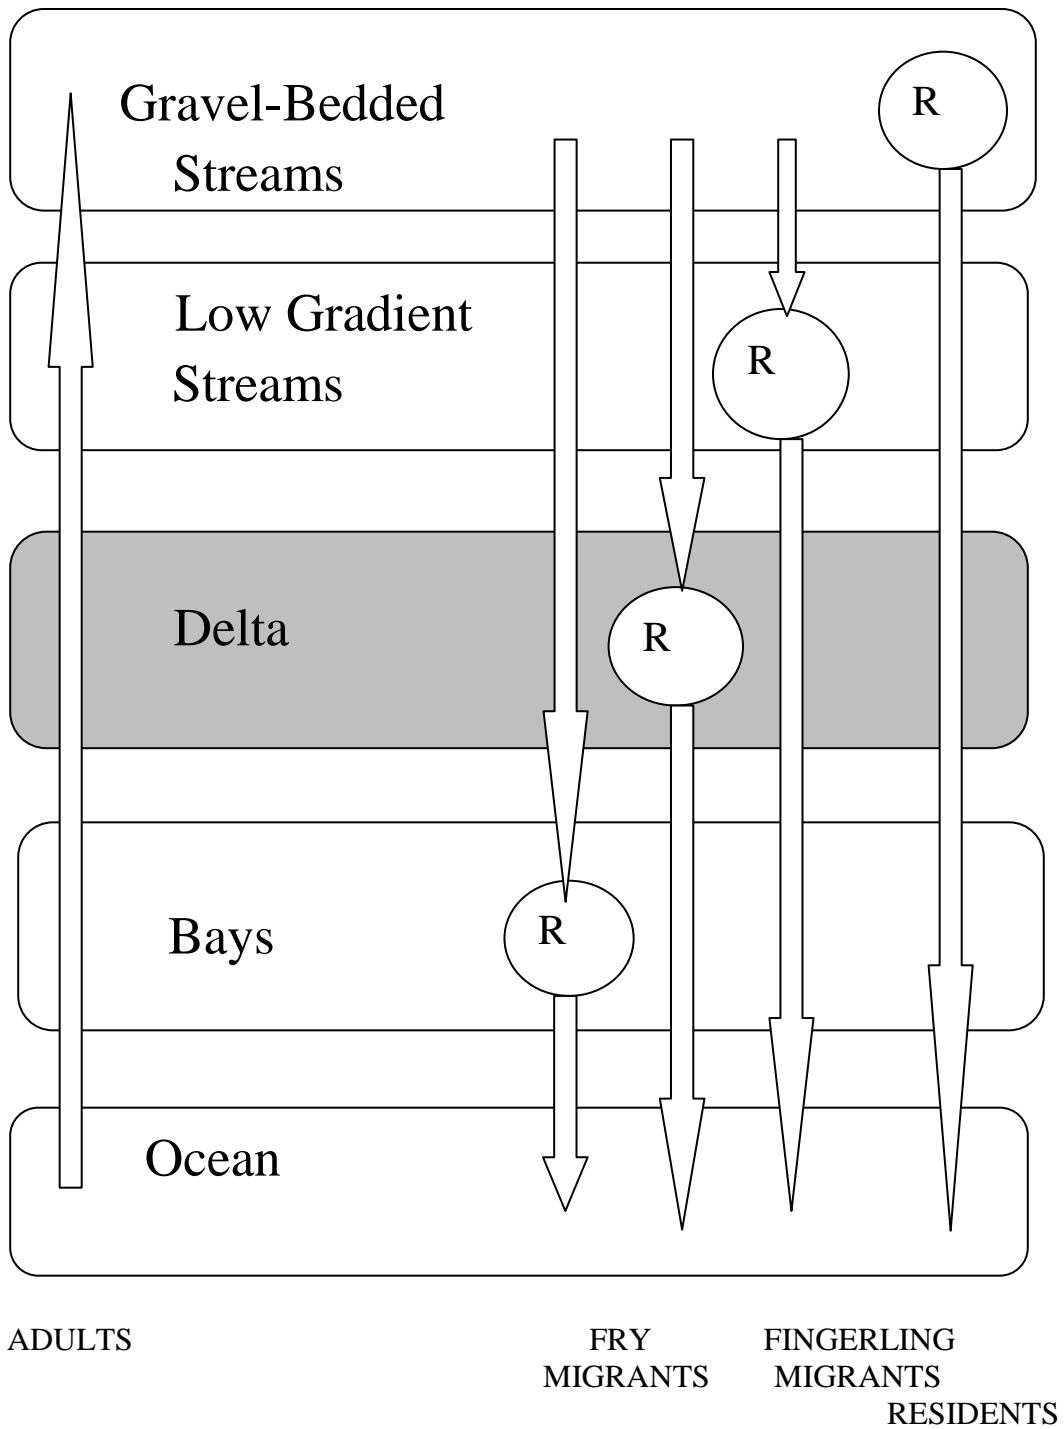 Gravel-Bedded
Streams
R
Low Gradient
Streams
R
Delta
R
Bays
R
Ocean
ADULTS
FRY
MIGRANTS
FINGERLING
MIGRANTS
RESIDENTS